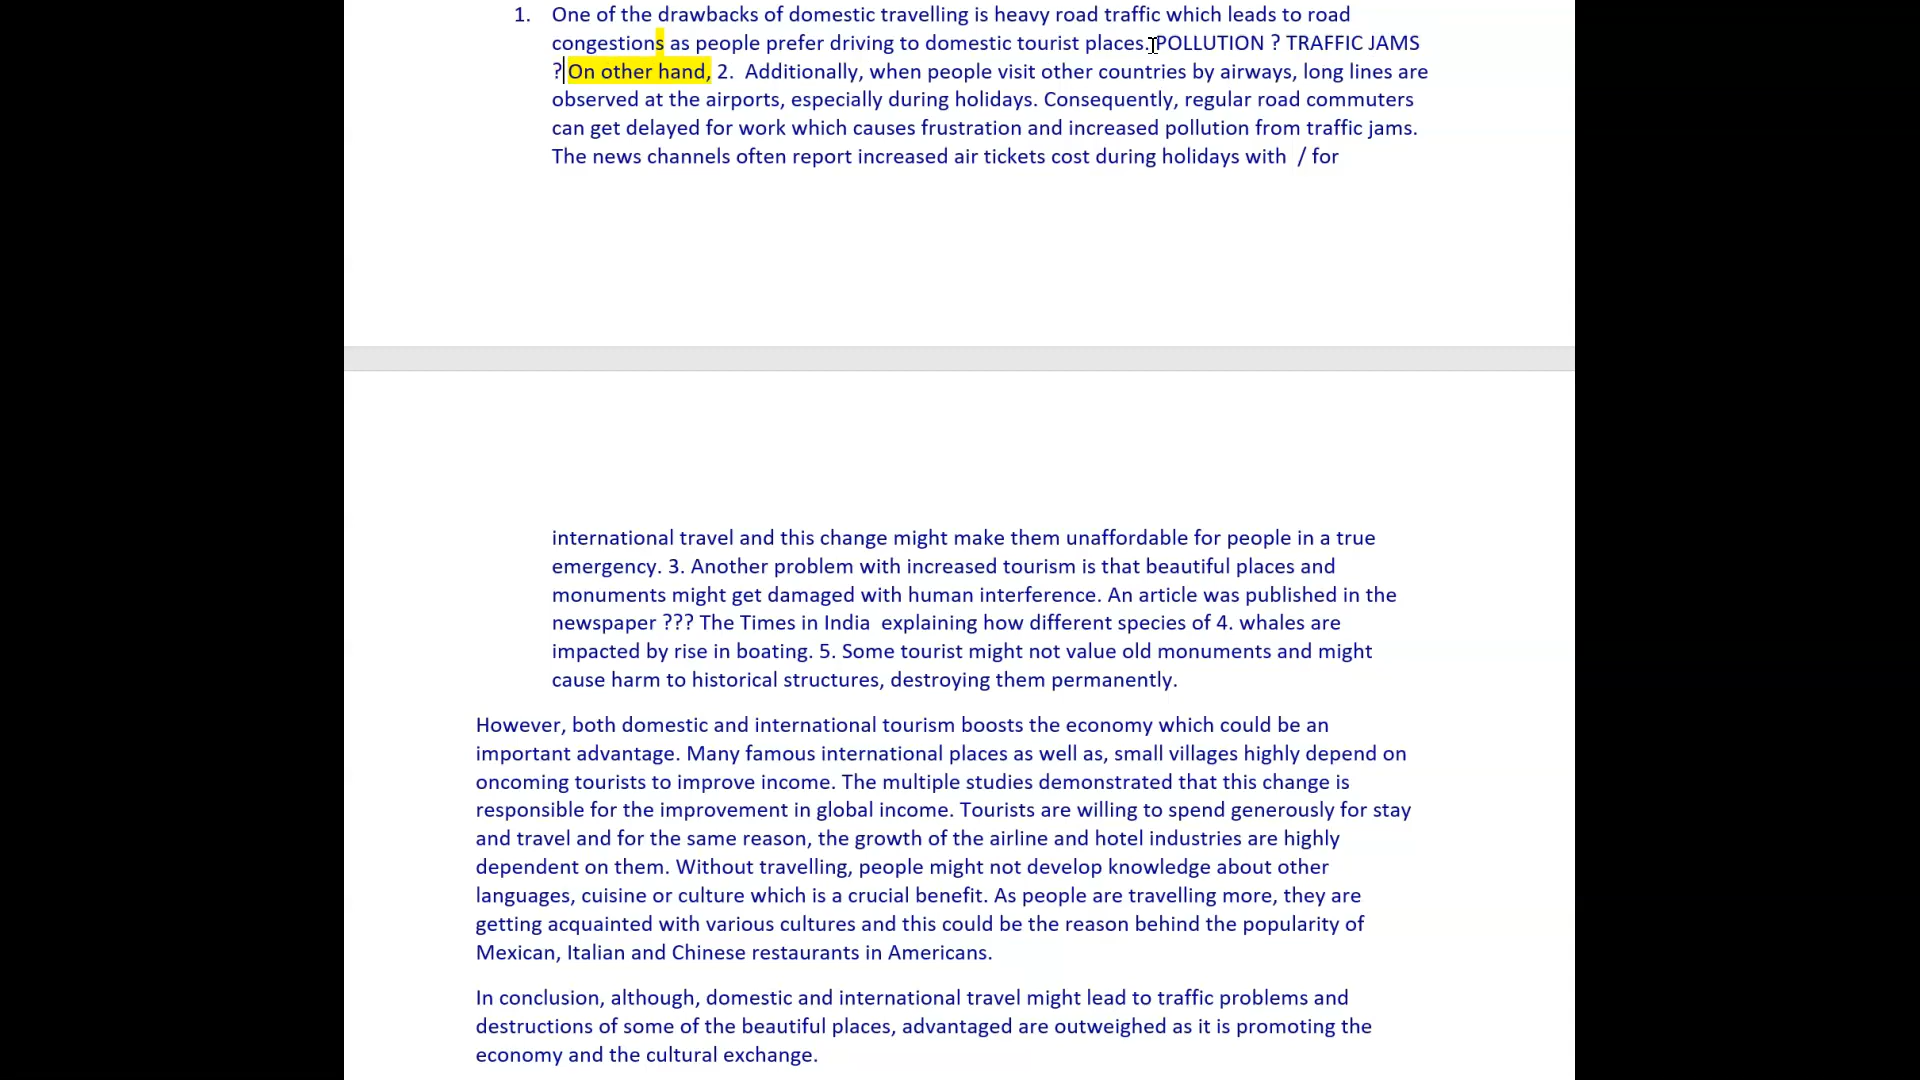 1. One of the drawbacks of domestic travelling is heavy road traffic which leads to road
congestions as people prefer driving to domestic tourist places. POLLUTION ? TRAFFIC JAMS
? On other hand, 2. Additionally, when people visit other countries by airways, long lines are
observed at the airports, especially during holidays. Consequently, regular road commuters
can get delayed for work which causes frustration and increased pollution from traffic jams.
The news channels often report increased air tickets cost during holidays with / for
international travel and this change might make them unaffordable for people in a true
emergency. 3. Another problem with increased tourism is that beautiful places and
monuments might get damaged with human interference. An article was published in the
newspaper ??? The Times in India explaining how different species of 4. whales are
impacted by rise in boating. 5. Some tourist might not value old monuments and might
cause harm to historical structures, destroying them permanently.
However, both domestic and international tourism boosts the economy which could be an
important advantage. Many famous international places as well as, small villages highly depend on
oncoming tourists to improve income. The multiple studies demonstrated that this change is
responsible for the improvement in global income. Tourists are willing to spend generously for stay
and travel and for the same reason, the growth of the airline and hotel industries are highly
dependent on them. Without travelling, people might not develop knowledge about other
languages, cuisine or culture which is a crucial benefit. As people are travelling more, they are
getting acquainted with various cultures and this could be the reason behind the popularity of
Mexican, Italian and Chinese restaurants in Americans.
In conclusion, although, domestic and international travel might lead to traffic problems and
destructions of some of the beautiful places, advantaged are outweighed as it is promoting the
economy and the cultural exchange.